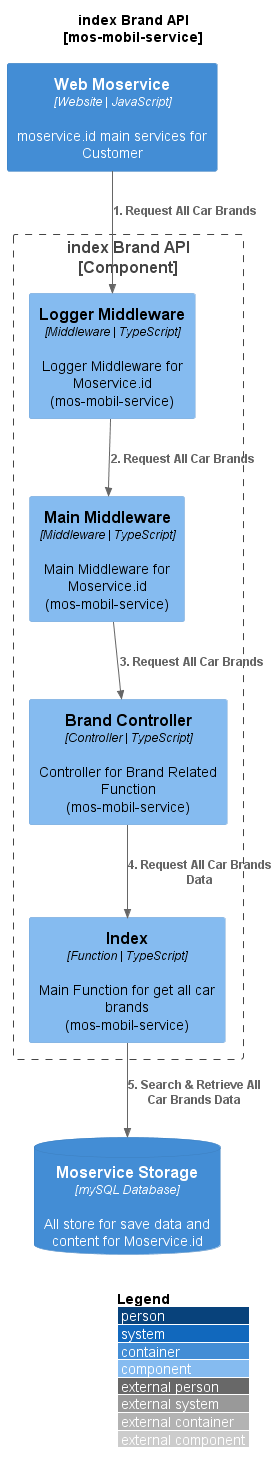 index Brand API
[mos-mobil-service]
Web Moservice
[Website | JavaScript]
moservice.id main services for
Customer
1. Request All Car Brands
index Brand API
[Component]
Logger Middleware
[Middleware | TypeScript]
Logger Middleware for
Moservice.id
(mos-mobil-service)
2. Request All Car Brands
Main Middleware
[Middleware | TypeScript]
Main Middleware for
Moservice.id
(mos-mobil-service)
3. Request All Car Brands
Brand Controller
[Controller | TypeScript]
Controller for Brand Related
Function
(mos-mobil-service)
4. Request All Car Brands
Data
Index
[Function | TypeScript]
Main Function for get all car
brands
(mos-mobil-service)
5. Search & Retrieve All
Car Brands Data
Moservice Storage
[mySQL Database]
All store for save data and
content for Moservice.id
Legend
person
system
container
component
external person
external system
external container
external component